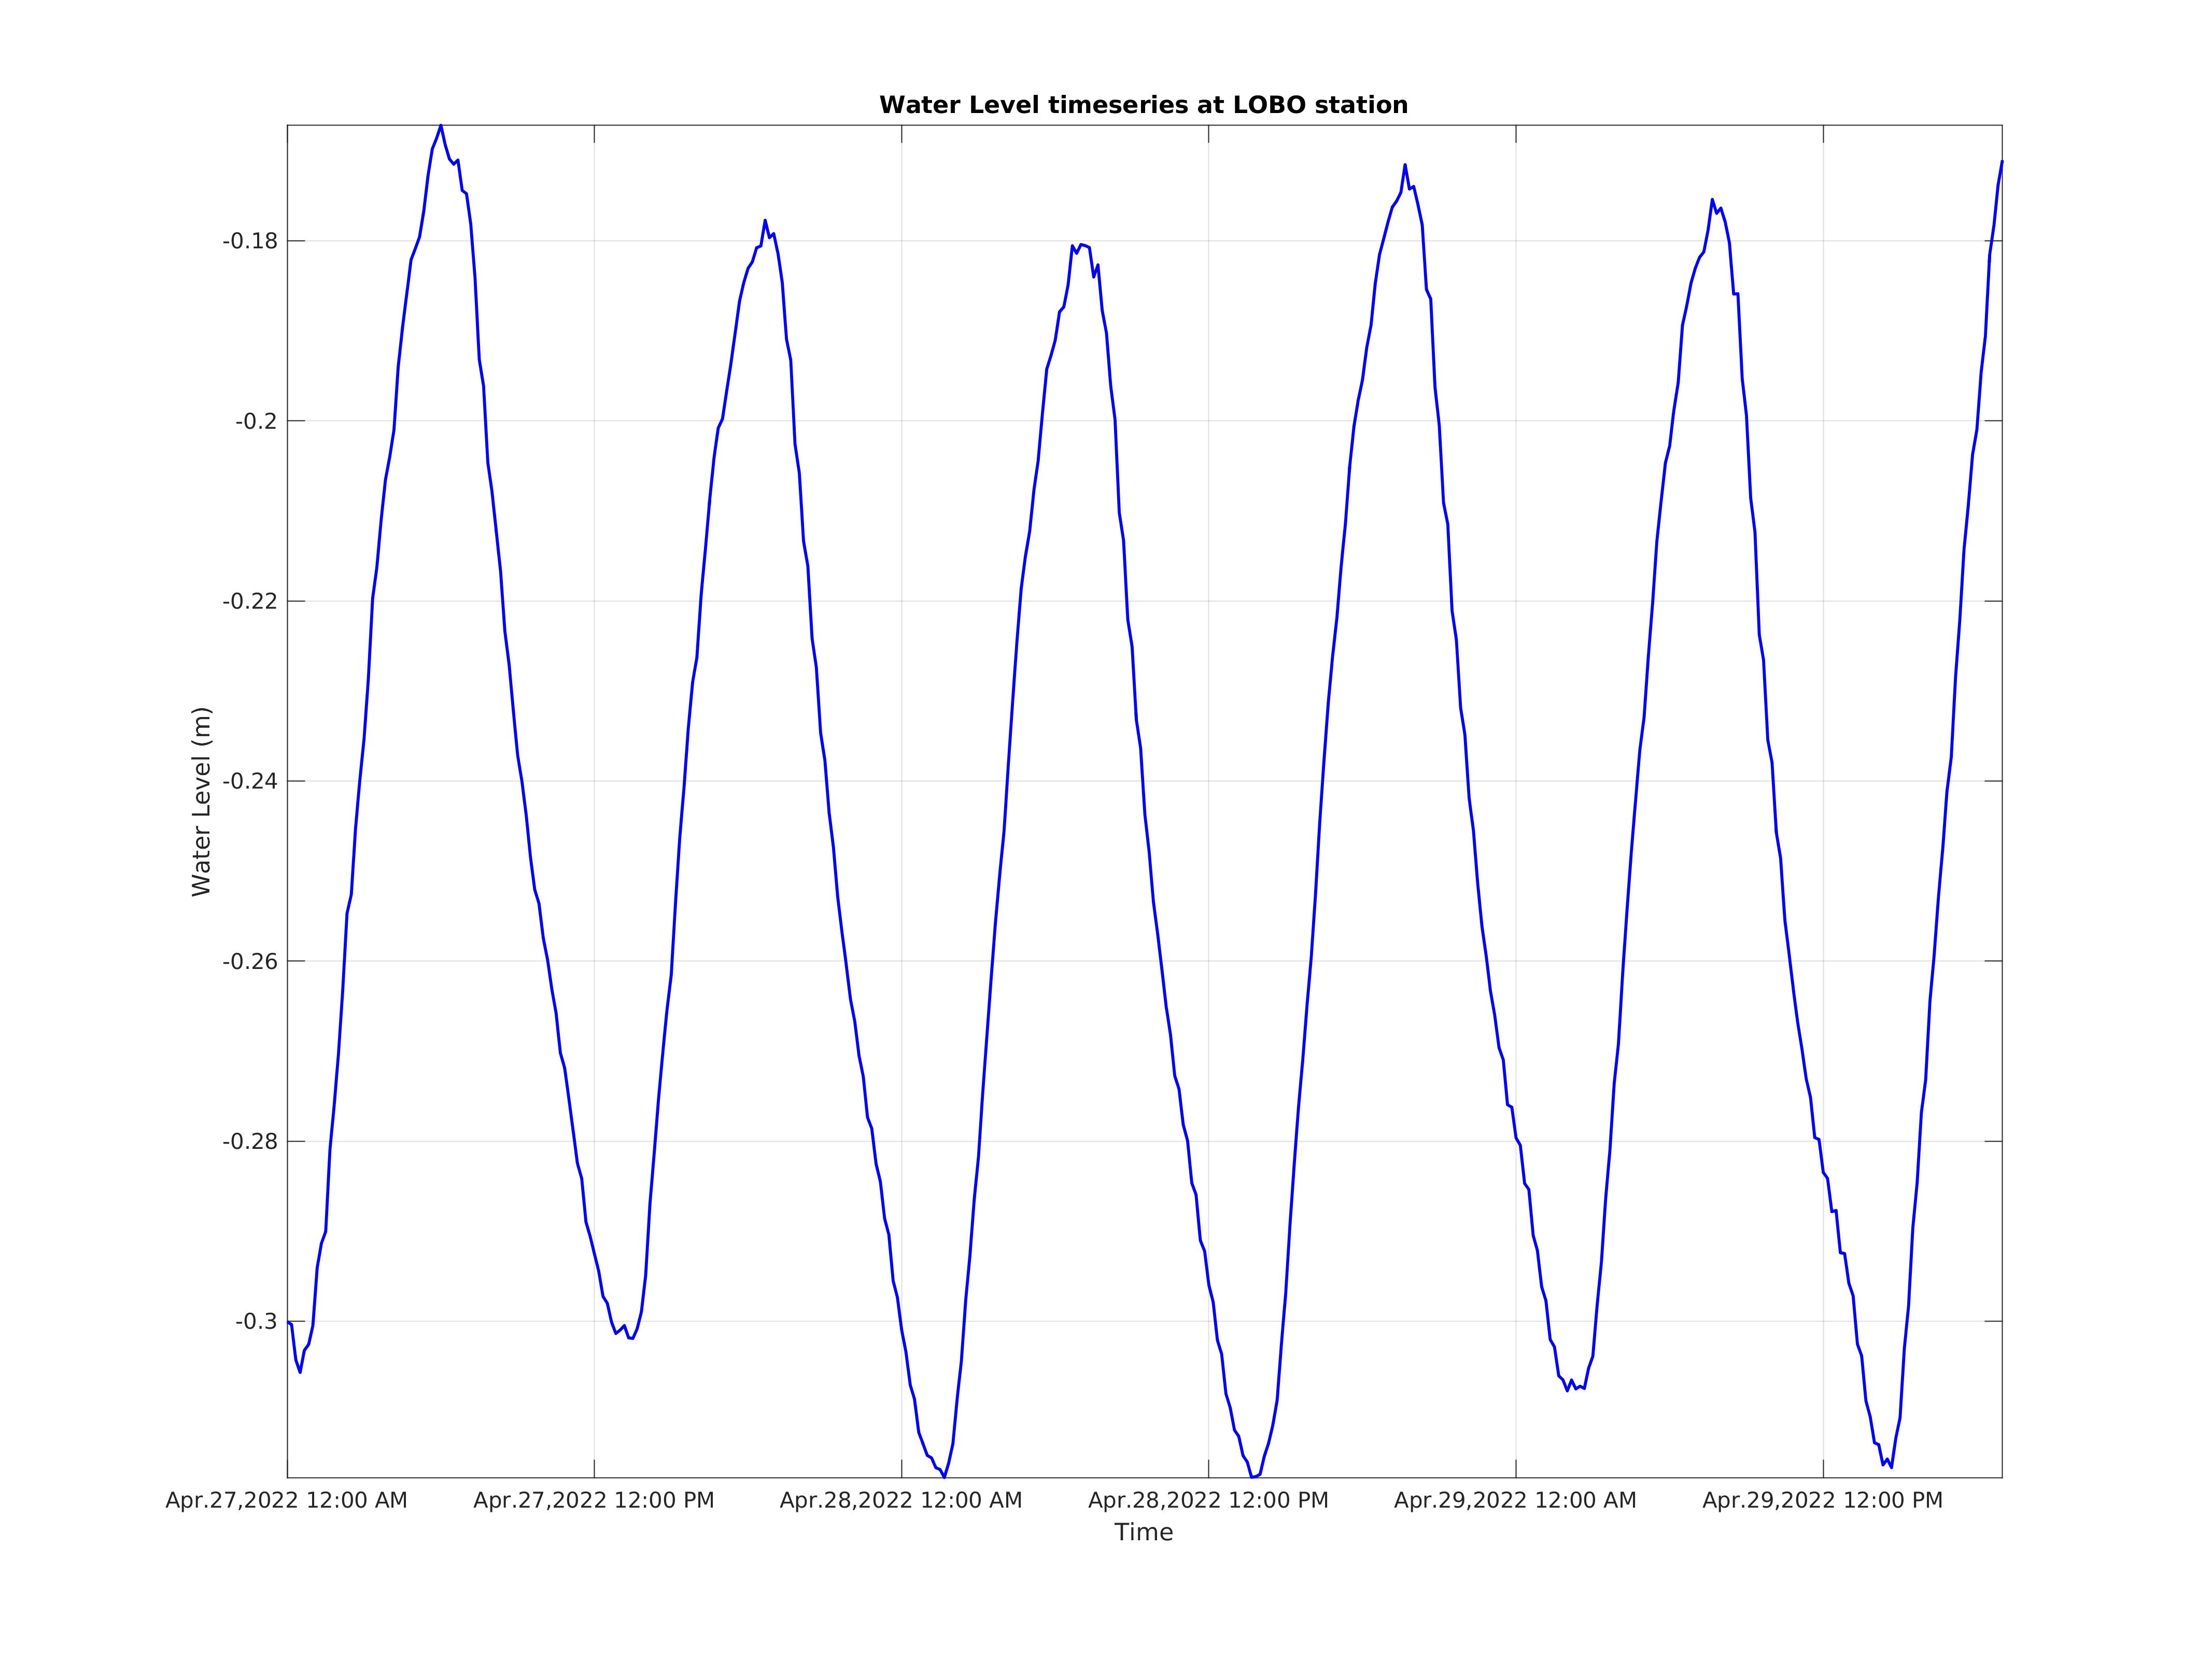 Water Level timeseries at LOBO station
-0.18
-0.2
-0.22
-0.24
-0.26
-0.28
-0.3
Water Level (m)
Apr.27,2022 12:00 AM
Apr.27,2022 12:00 PM
Apr.28,2022 12:00 AM
Apr.28,2022 12:00 PM
Apr.29,2022 12:00 AM
Apr.29,2022 12:00 PM
Time